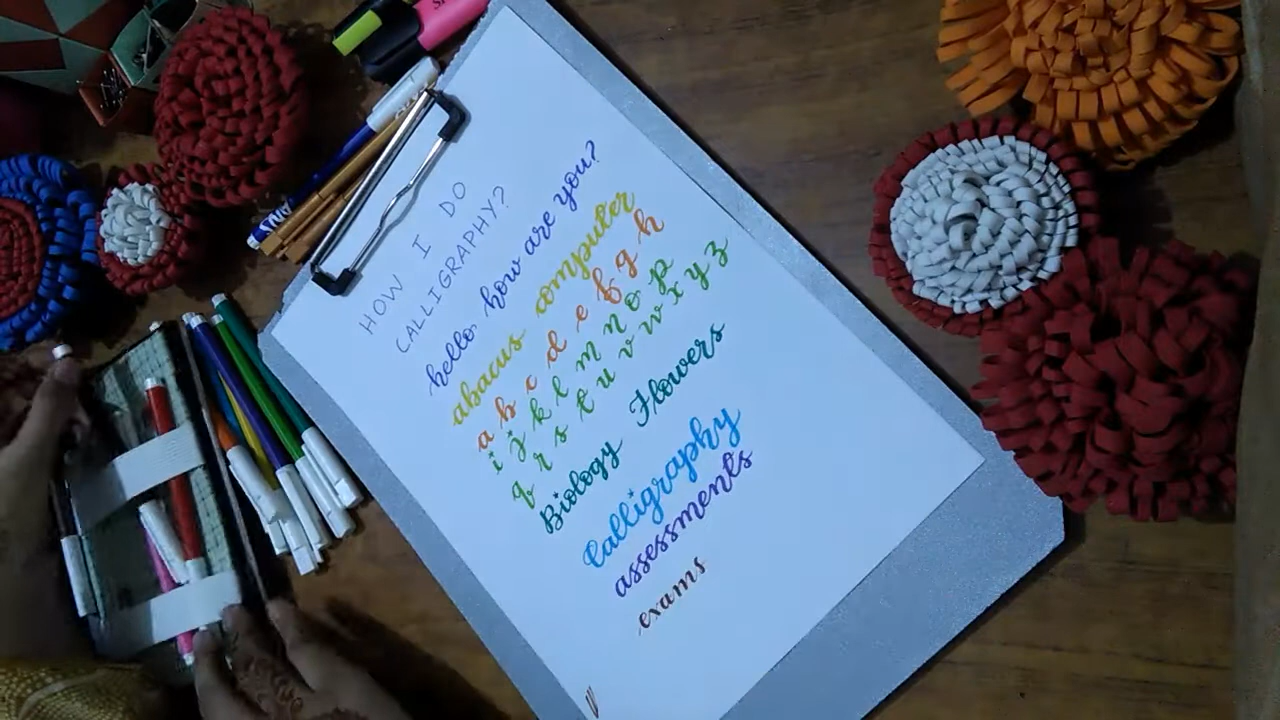 HOW I DO
CALLIGRAPHY?
hello, how are you?
abacus computer
a b c d e f g h
i j k l m n o p
q r s t u v w x y z
Biology Flowers
Calligraphy
assessments
exams